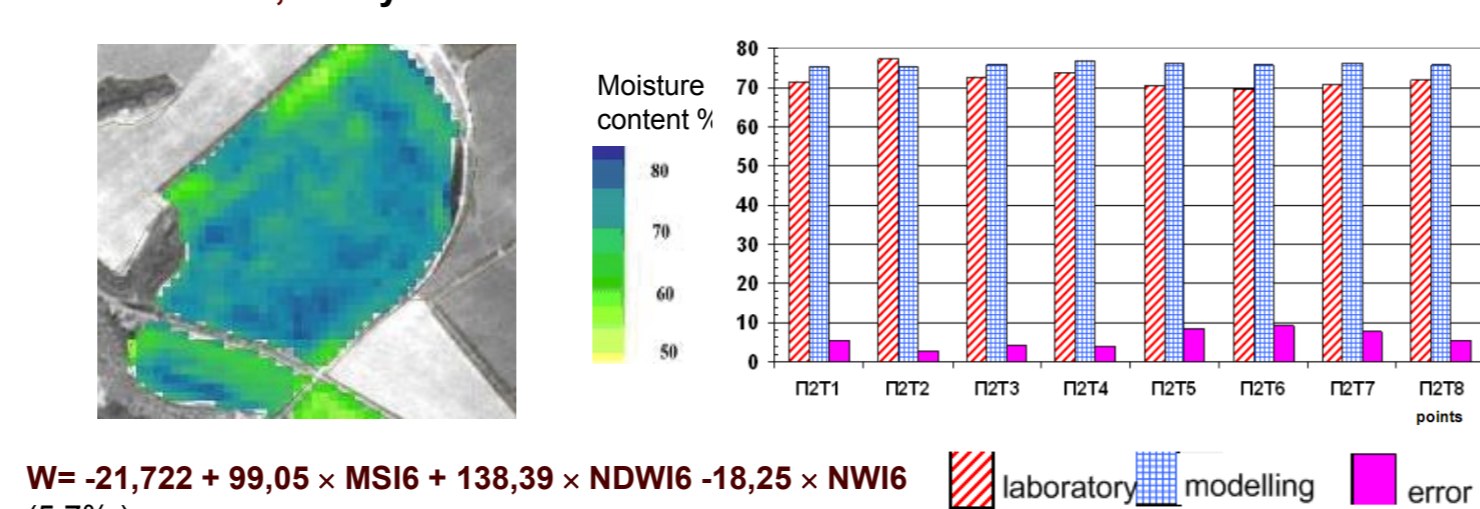 Moisture
content %
80
70
60
50
80
70
60
50
40
30
20
10
0
П2Т1 П2Т2 П2Т3 П2Т4 П2Т5 П2Т6 П2Т7 П2Т8
points
W= -21,722 + 99,05 × MSI6 + 138,39 × NDWI6 -18,25 × NWI6
laboratory modelling error